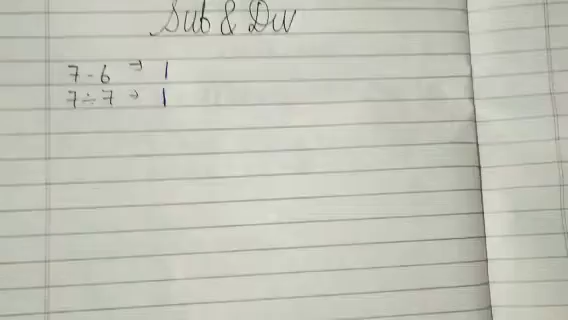 Sub & Div
7 - 6 → 1
7 ÷ 7 → 1